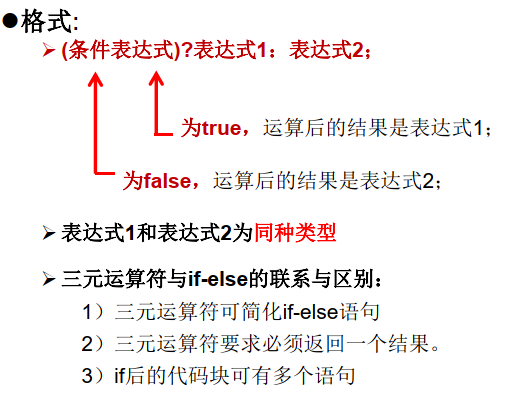 ●格式:
➢ (条件表达式)?表达式1：表达式2；
为true，运算后的结果是表达式1；
为false，运算后的结果是表达式2；
➢ 表达式1和表达式2为同种类型
➢ 三元运算符与if-else的联系与区别：
1）三元运算符可简化if-else语句
2）三元运算符要求必须返回一个结果。
3）if后的代码块可有多个语句